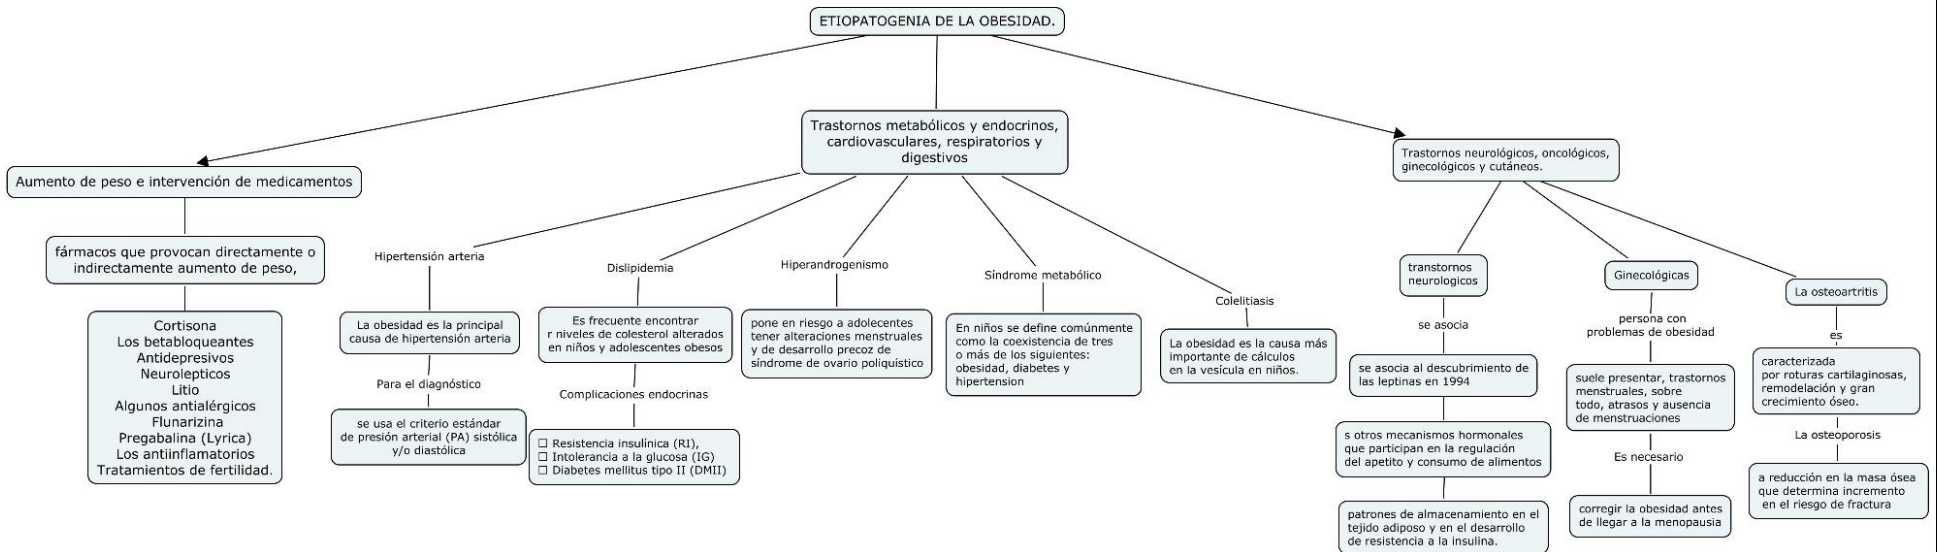 ETIOPATOGENIA DE LA OBESIDAD.
Aumento de peso e intervención de medicamentos
fármacos que provocan directamente o
indirectamente aumento de peso,
Cortisona
Los betabloqueantes
Antidepresivos
Neurolepticos
Litio
Algunos antialérgicos
Flunarizina
Pregabalina (Lyrica)
Los antiinflamatorios
Tratamientos de fertilidad.
Trastornos metabólicos y endocrinos,
cardiovasculares, respiratorios y
digestivos
Hipertensión arteria
La obesidad es la principal
causa de hipertensión arteria
Para el diagnóstico
se usa el criterio estándar
de presión arterial (PA) sistólica
y/o diastólica
Dislipidemia
Es frecuente encontrar
r niveles de colesterol alterados
en niños y adolescentes obesos
Complicaciones endocrinas
☐ Resistencia insulínica (RI),
☐ Intolerancia a la glucosa (IG)
☐ Diabetes mellitus tipo II (DMII)
Hiperandrogenismo
pone en riesgo a adolecentes
tener alteraciones menstruales
y de desarrollo precoz de
síndrome de ovario poliquístico
Síndrome metabólico
En niños se define comúnmente
como la coexistencia de tres
o más de los siguientes:
obesidad, diabetes y
hipertension
Colelitiasis
La obesidad es la causa más
importante de cálculos
en la vesícula en niños.
Trastornos neurológicos, oncológicos,
ginecológicos y cutáneos.
transtornos
neurologicos
se asocia
se asocia al descubrimiento de
las leptinas en 1994
s otros mecanismos hormonales
que participan en la regulación
del apetito y consumo de alimentos
patrones de almacenamiento en el
tejido adiposo y en el desarrollo
de resistencia a la insulina.
Ginecológicas
persona con
problemas de obesidad
suele presentar, trastornos
menstruales, sobre
todo, atrasos y ausencia
de menstruaciones
Es necesario
corregir la obesidad antes
de llegar a la menopausia
La osteoartritis
es
caracterizada
por roturas cartilaginosas,
remodelación y gran
crecimiento óseo.
La osteoporosis
a reducción en la masa ósea
que determina incremento
en el riesgo de fractura